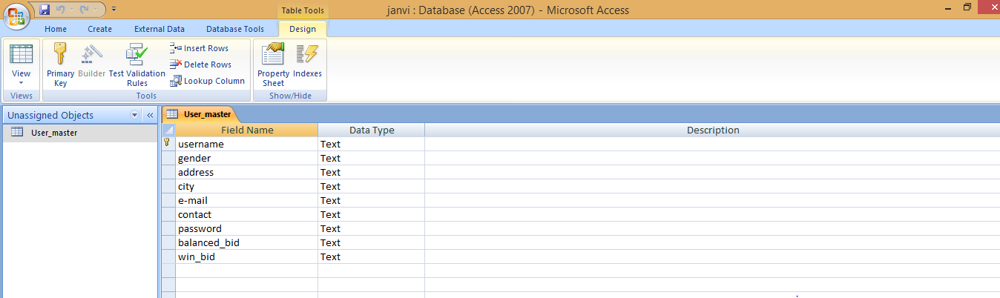 Table Tools
janvi : Database (Access 2007) - Microsoft Access
Home Create External Data Database Tools Design
View
Primary Key
Builder
Test Validation Rules
Insert Rows
Delete Rows
Lookup Column
Property Sheet
Indexes
Views Tools Show/Hide
Unassigned Objects
User_master
User_master
Field Name Data Type Description
username Text
gender Text
address Text
city Text
e-mail Text
contact Text
password Text
balanced_bid Text
win_bid Text